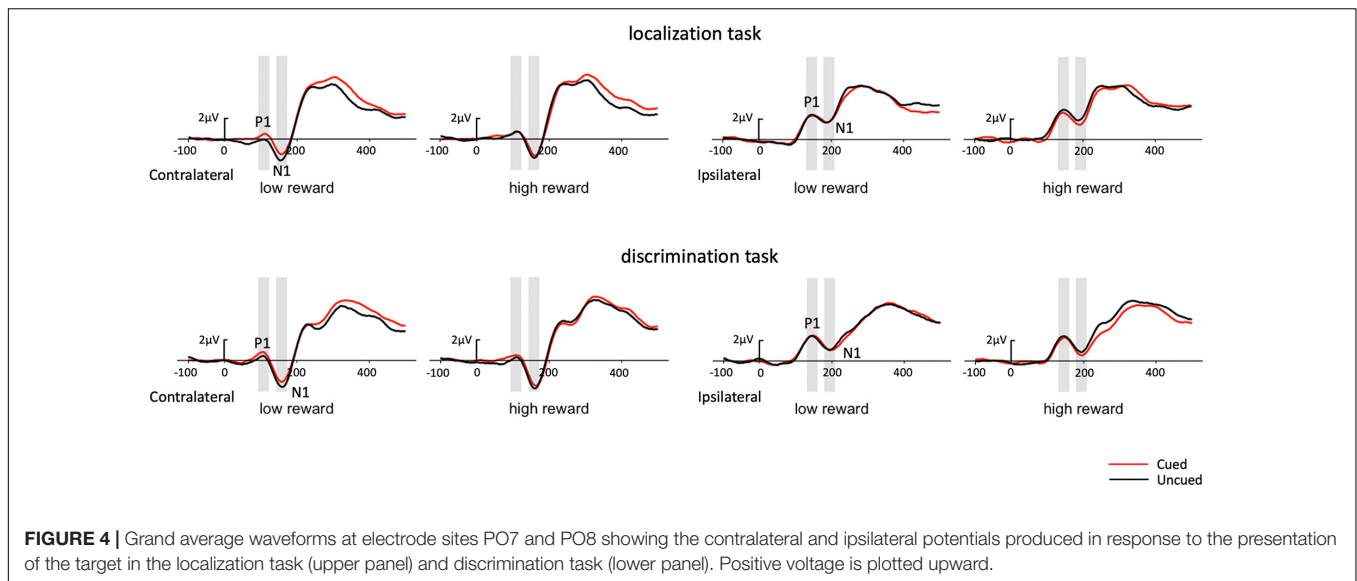 localization task
2μV
P1
N1
-100 0 200 400
Contralateral
low reward
2μV
-100 0 200 400
high reward
2μV
P1
N1
-100 0 200 400
Ipsilateral
low reward
2μV
-100 0 200 400
high reward
discrimination task
2μV
P1
N1
-100 0 200 400
Contralateral
low reward
2μV
-100 0 200 400
high reward
2μV
P1
N1
-100 0 200 400
Ipsilateral
low reward
2μV
-100 0 200 400
high reward
Cued
Uncued
FIGURE 4 | Grand average waveforms at electrode sites PO7 and PO8 showing the contralateral and ipsilateral potentials produced in response to the presentation
of the target in the localization task (upper panel) and discrimination task (lower panel). Positive voltage is plotted upward.